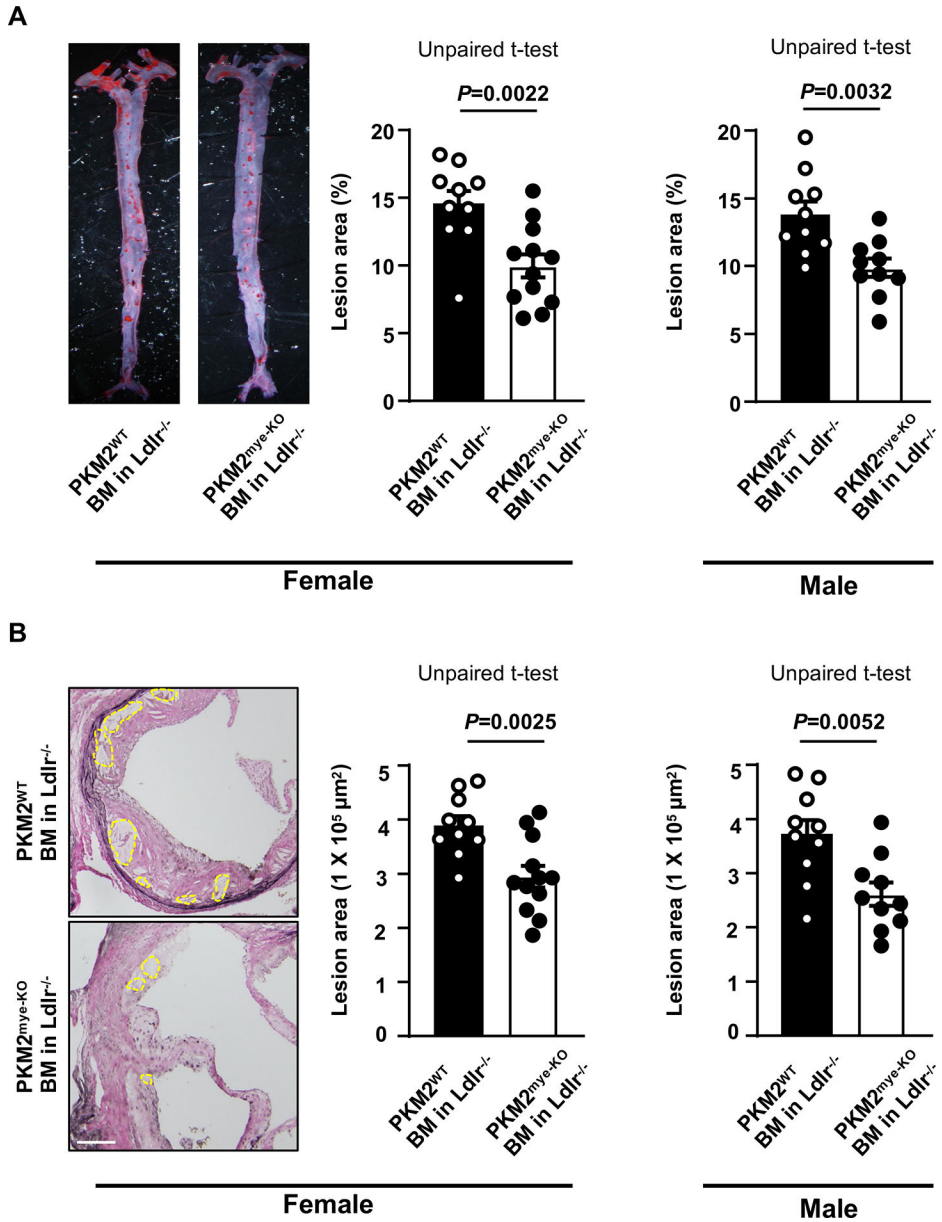 A
Unpaired t-test
P=0.0022
Lesion area (%)
20
15
10
5
0
PKM2ᵂᵀ
BM in Ldlr⁻/⁻
PKM2ᵐʸᵉ⁻ᴷᴼ
BM in Ldlr⁻/⁻
PKM2ᵂᵀ
BM in Ldlr⁻/⁻
PKM2ᵐʸᵉ⁻ᴷᴼ
BM in Ldlr⁻/⁻
Female
Unpaired t-test
P=0.0032
Lesion area (%)
20
15
10
5
0
PKM2ᵂᵀ
BM in Ldlr⁻/⁻
PKM2ᵐʸᵉ⁻ᴷᴼ
BM in Ldlr⁻/⁻
Male
B
PKM2ᵂᵀ
BM in Ldlr⁻/⁻
PKM2ᵐʸᵉ⁻ᴷᴼ
BM in Ldlr⁻/⁻
Unpaired t-test
P=0.0025
Lesion area (1 X 10⁵ µm²)
5
4
3
2
1
0
PKM2ᵂᵀ
BM in Ldlr⁻/⁻
PKM2ᵐʸᵉ⁻ᴷᴼ
BM in Ldlr⁻/⁻
Female
Unpaired t-test
P=0.0052
Lesion area (1 X 10⁵ µm²)
5
4
3
2
1
0
PKM2ᵂᵀ
BM in Ldlr⁻/⁻
PKM2ᵐʸᵉ⁻ᴷᴼ
BM in Ldlr⁻/⁻
Male